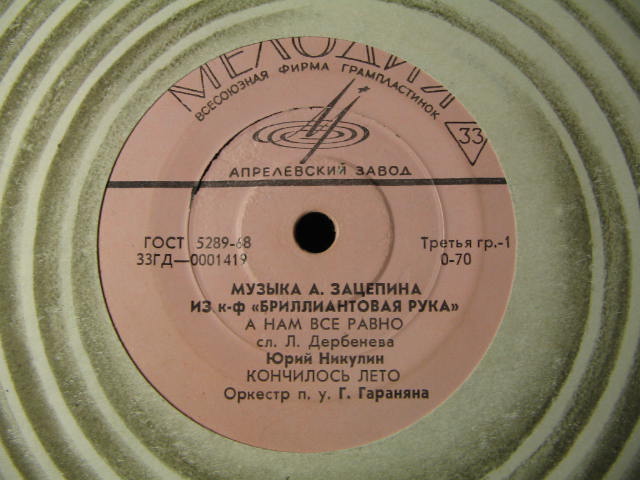 МЕЛОДИЯ
ВСЕСОЮЗНАЯ ФИРМА ГРАМПЛАСТИНОК
33
АПРЕЛЕВСКИЙ ЗАВОД
ГОСТ 5289-68 Третья гр.-1
33ГД—0001419 0-70
МУЗЫКА А. ЗАЦЕПИНА
ИЗ к-ф «БРИЛЛИАНТОВАЯ РУКА»
А НАМ ВСЕ РАВНО
сл. Л. Дербенева
Юрий Никулин
КОНЧИЛОСЬ ЛЕТО
Оркестр п. у. Г. Гараняна